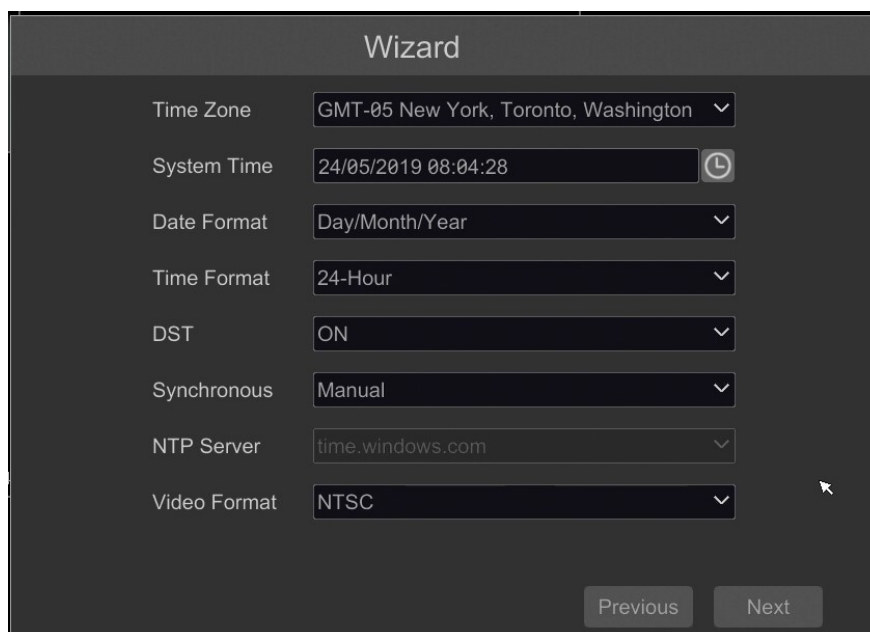 Wizard
Time Zone GMT-05 New York, Toronto, Washington
System Time 24/05/2019 08:04:28
Date Format Day/Month/Year
Time Format 24-Hour
DST ON
Synchronous Manual
NTP Server time.windows.com
Video Format NTSC
Previous Next